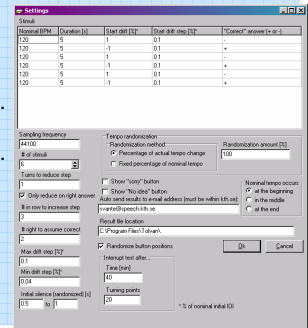 Settings
Stimuli
Nominal BPM Duration [s] Start drift [%]* Start drift step [%]* "Correct" answer (+ or -)
120 5 1 0.1 -
120 5 -1 0.1 +
120 5 1 0.1 -
120 5 -1 0.1 +
120 5 1 0.1 -
120 5 -1 0.1 +
Sampling frequency
44100
# of stimuli
6
Turns to reduce step
1
Only reduce on right answer
# in row to increase step
3
# right to assume correct
2
Max drift step [%]*
0.1
Min drift step [%]*
0.04
Initial silence (randomized) [s]
0.5 to 1
Tempo randomization
Randomization method
Percentage of actual tempo change
Fixed percentage of nominal tempo
Randomization amount [%]
100
Show "sorry" button
Show "No idea" button
Auto send results to e-mail address (must be within kth.se):
svante@speech.kth.se
Nominal tempo occurs
at the beginning
in the middle
at the end
Result file location
C:\Program Files\Tolvan\
Randomize button positions
Ok Cancel
Interrupt test after...
Time [min]
40
Turning points
20
* % of nominal initial IOI